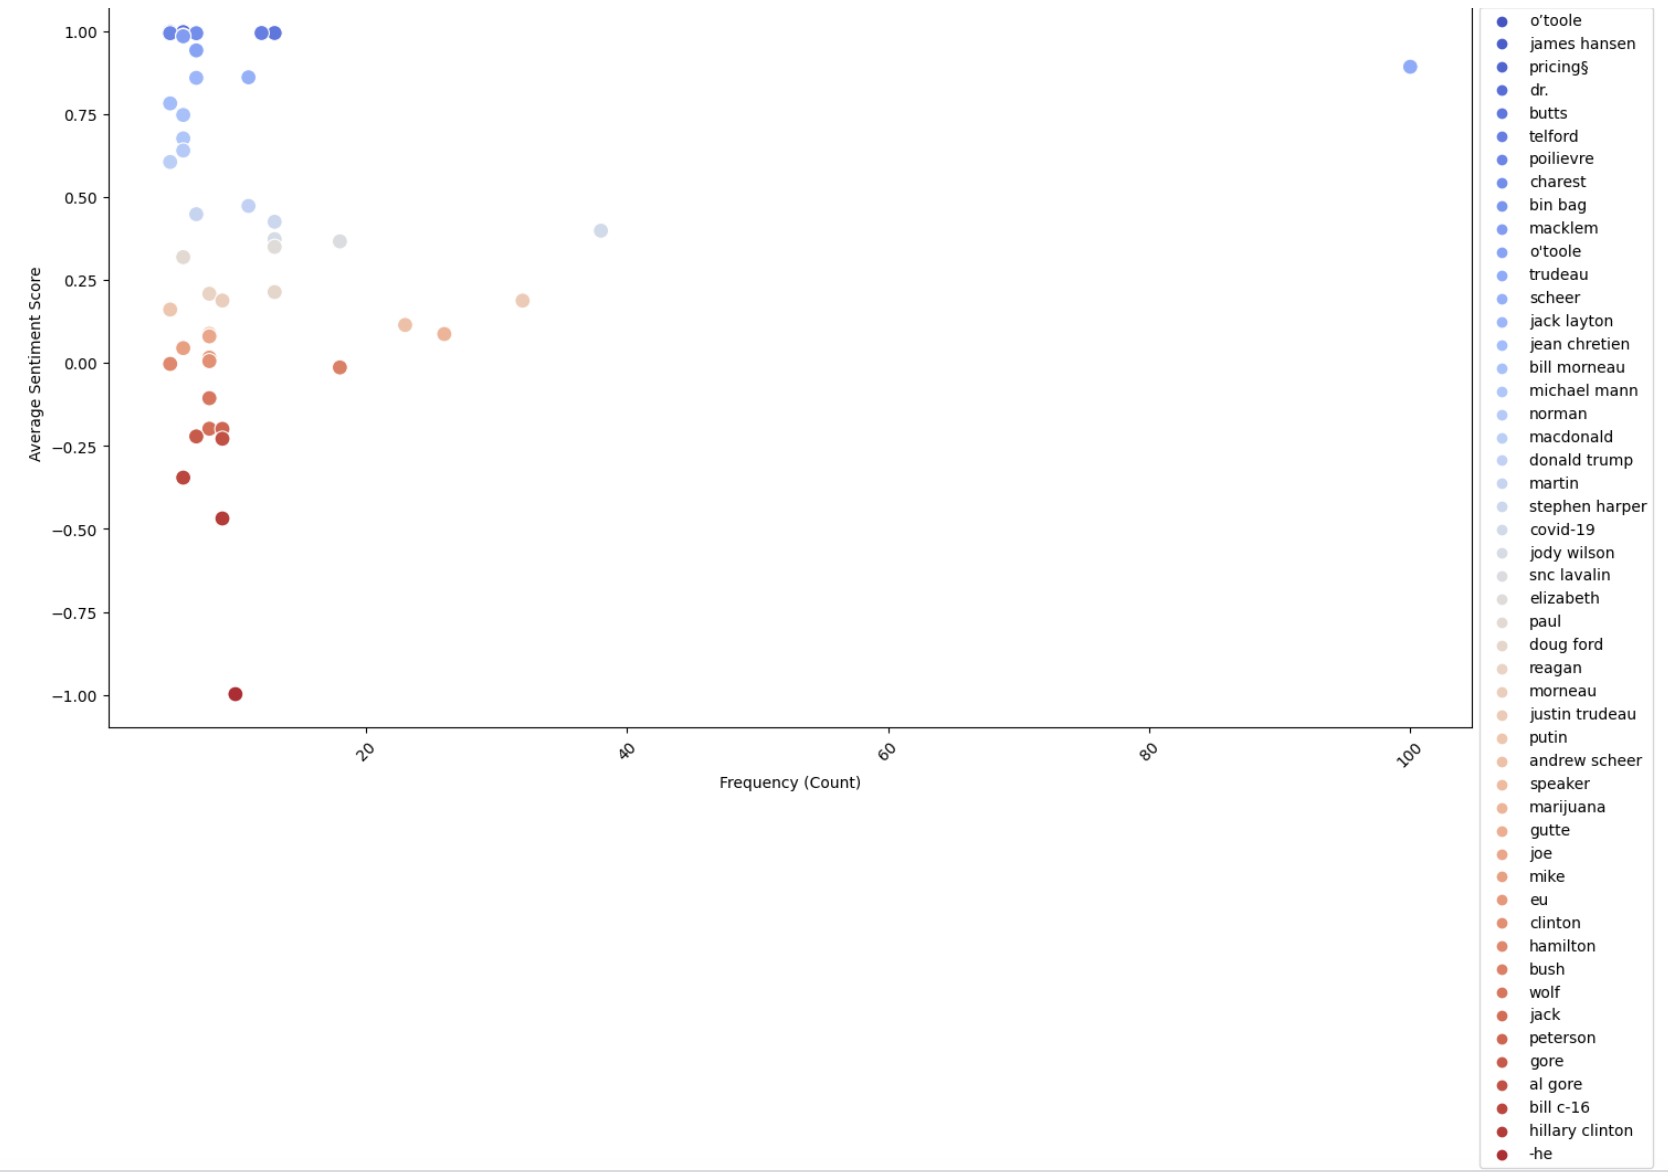 1.00
0.75
0.50
0.25
0.00
−0.25
−0.50
−0.75
−1.00
Average Sentiment Score
20
40
60
80
100
Frequency (Count)
o’toole
james hansen
pricing§
dr.
butts
telford
poilievre
charest
bin bag
macklem
o'toole
trudeau
scheer
jack layton
jean chretien
bill morneau
michael mann
norman
macdonald
donald trump
martin
stephen harper
covid-19
jody wilson
snc lavalin
elizabeth
paul
doug ford
reagan
morneau
justin trudeau
putin
andrew scheer
speaker
marijuana
gutte
joe
mike
eu
clinton
hamilton
bush
wolf
jack
peterson
gore
al gore
bill c-16
hillary clinton
-he